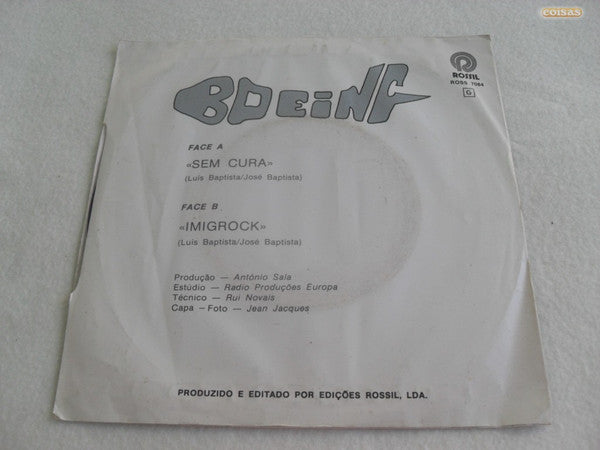 coisas
BOEING
ROSSIL
ROSS 7064
G
FACE A
«SEM CURA»
(Luís Baptista/José Baptista)
FACE B
«IMIGROCK»
(Luís Baptista/José Baptista)
Produção — António Sala
Estúdio — Radio Produções Europa
Técnico — Rui Novais
Capa – Foto — Jean Jacques
PRODUZIDO E EDITADO POR EDIÇÕES ROSSIL, LDA.